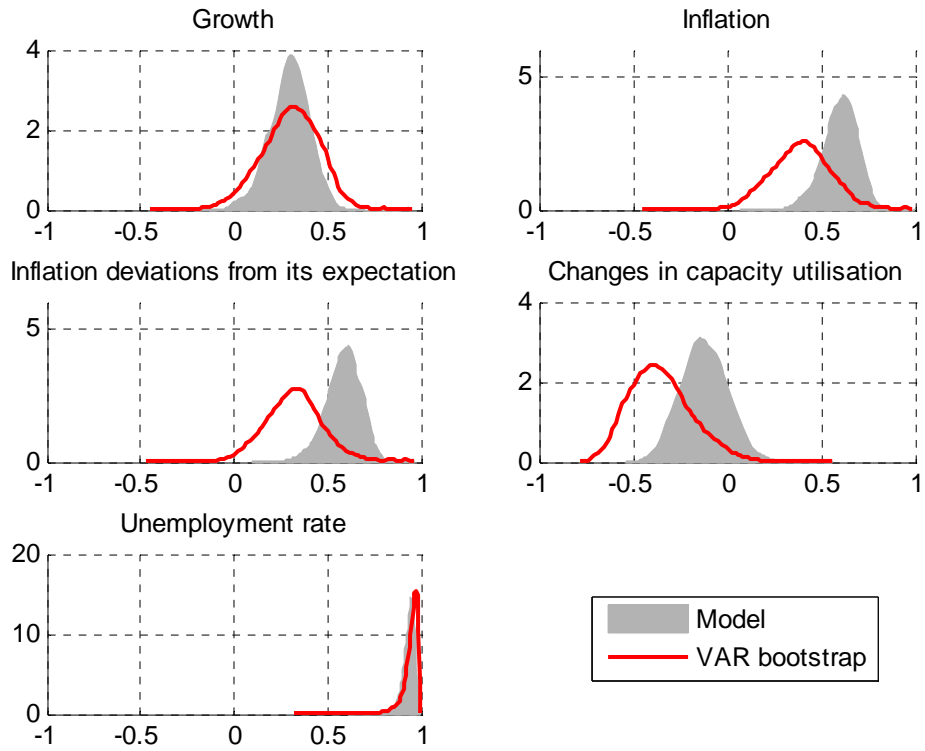 Growth
Inflation
4
2
0
-1 -0.5 0 0.5 1
5
0
-1 -0.5 0 0.5 1
Inflation deviations from its expectation
Changes in capacity utilisation
5
0
-1 -0.5 0 0.5 1
4
2
0
-1 -0.5 0 0.5 1
Unemployment rate
20
10
0
-1 -0.5 0 0.5 1
Model
VAR bootstrap